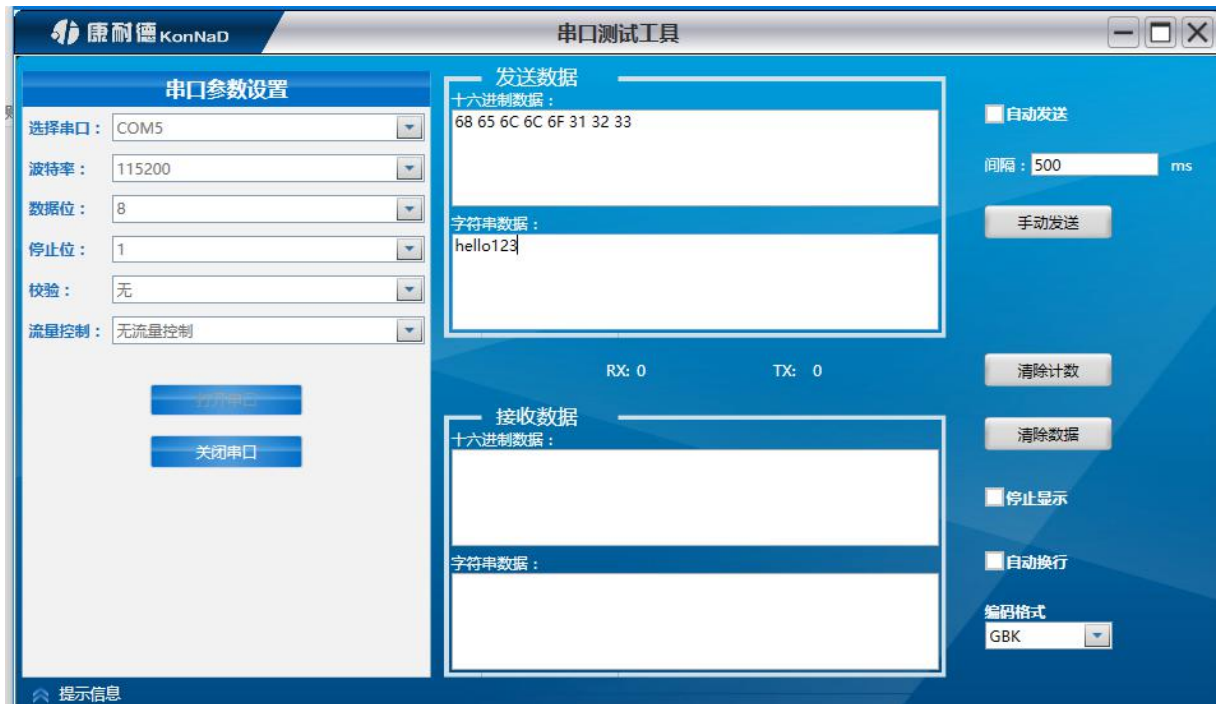 康耐德 KonNaD
串口测试工具
串口参数设置
选择串口： COM5
波特率： 115200
数据位： 8
停止位： 1
校验： 无
流量控制： 无流量控制
打开串口
关闭串口
发送数据
十六进制数据：
68 65 6C 6C 6F 31 32 33
字符串数据：
hello123
RX: 0 TX: 0
接收数据
十六进制数据：
字符串数据：
自动发送
间隔： 500 ms
手动发送
清除计数
清除数据
停止显示
自动换行
编码格式
GBK
提示信息